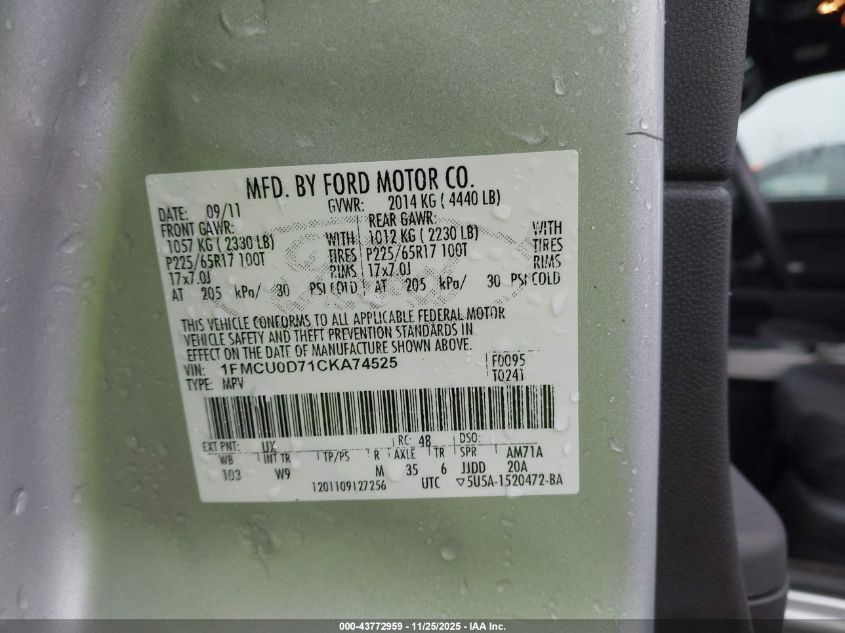 MFD. BY FORD MOTOR CO.
DATE: 09/11 GVWR: 2014 KG ( 4440 LB)
FRONT GAWR: REAR GAWR:
1057 KG ( 2330 LB) WITH 1012 KG ( 2230 LB) WITH
P225/65R17 100T TIRES P225/65R17 100T TIRES
17x7.0J RIMS 17x7.0J RIMS
AT 205 kPa/ 30 PSI COLD AT 205 kPa/ 30 PSI COLD
THIS VEHICLE CONFORMS TO ALL APPLICABLE FEDERAL MOTOR
VEHICLE SAFETY AND THEFT PREVENTION STANDARDS IN
EFFECT ON THE DATE OF MANUFACTURE SHOWN ABOVE.
VIN: 1FMCU0D71CKA74525 F0095
TYPE: MPV T0241
EXT PNT: UX RC: 48 DSO:
WB INT TR TP/PS R AXLE TR SPR AM71A
103 W9 M 35 6 JJDD 20A
1201109127256 UTC ▽5U5A-1520472-BA
000-43772959 - 11/25/2025 - IAA Inc.